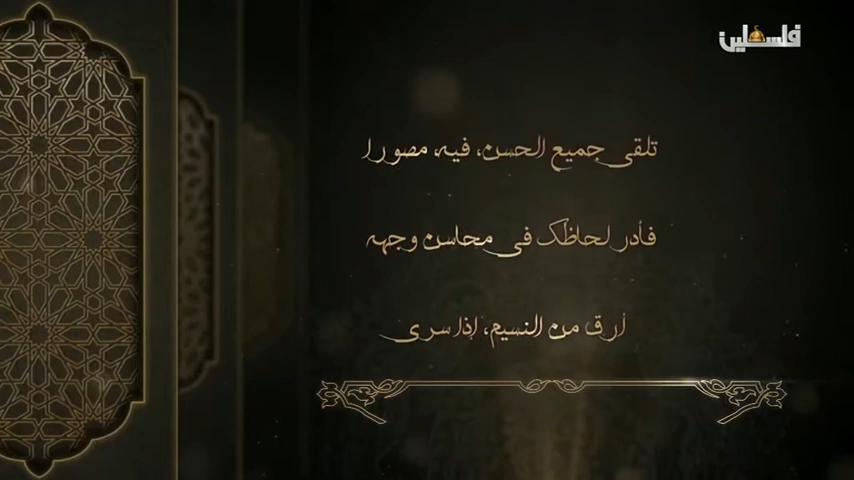 فلسطين
تلقى جميع الحسن، فيه، مصورا
فأدر لحاظك في محاسن وجهه
أرق من النسيم، إذا سرى